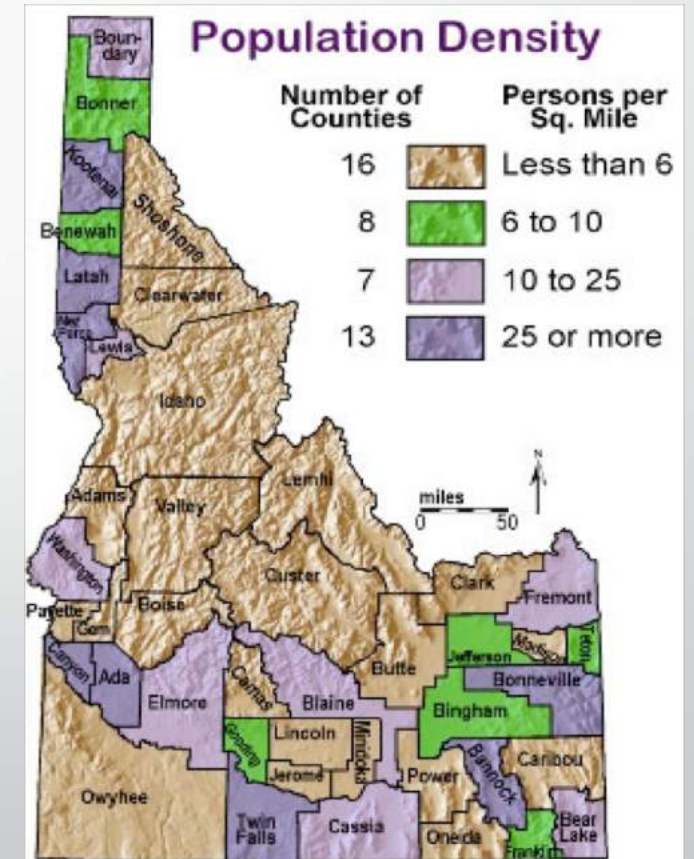 Population Density
Number of Counties
Persons per Sq. Mile
16 Less than 6
8 6 to 10
7 10 to 25
13 25 or more
Boun-
dary
Bonner
Kootenai
Shoshone
Benewah
Latah
Clearwater
Nez
Perce
Lewis
Idaho
Lemhi
N
miles
0 50
Adams
Valley
Washington
Custer
Clark
Fremont
Payette
Gem
Boise
Butte
Jefferson
Madison
Teton
Canyon
Ada
Elmore
Camas
Blaine
Bonneville
Bingham
Gooding
Lincoln
Minidoka
Jerome
Power
Bannock
Caribou
Owyhee
Twin
Falls
Cassia
Oneida
Franklin
Bear
Lake